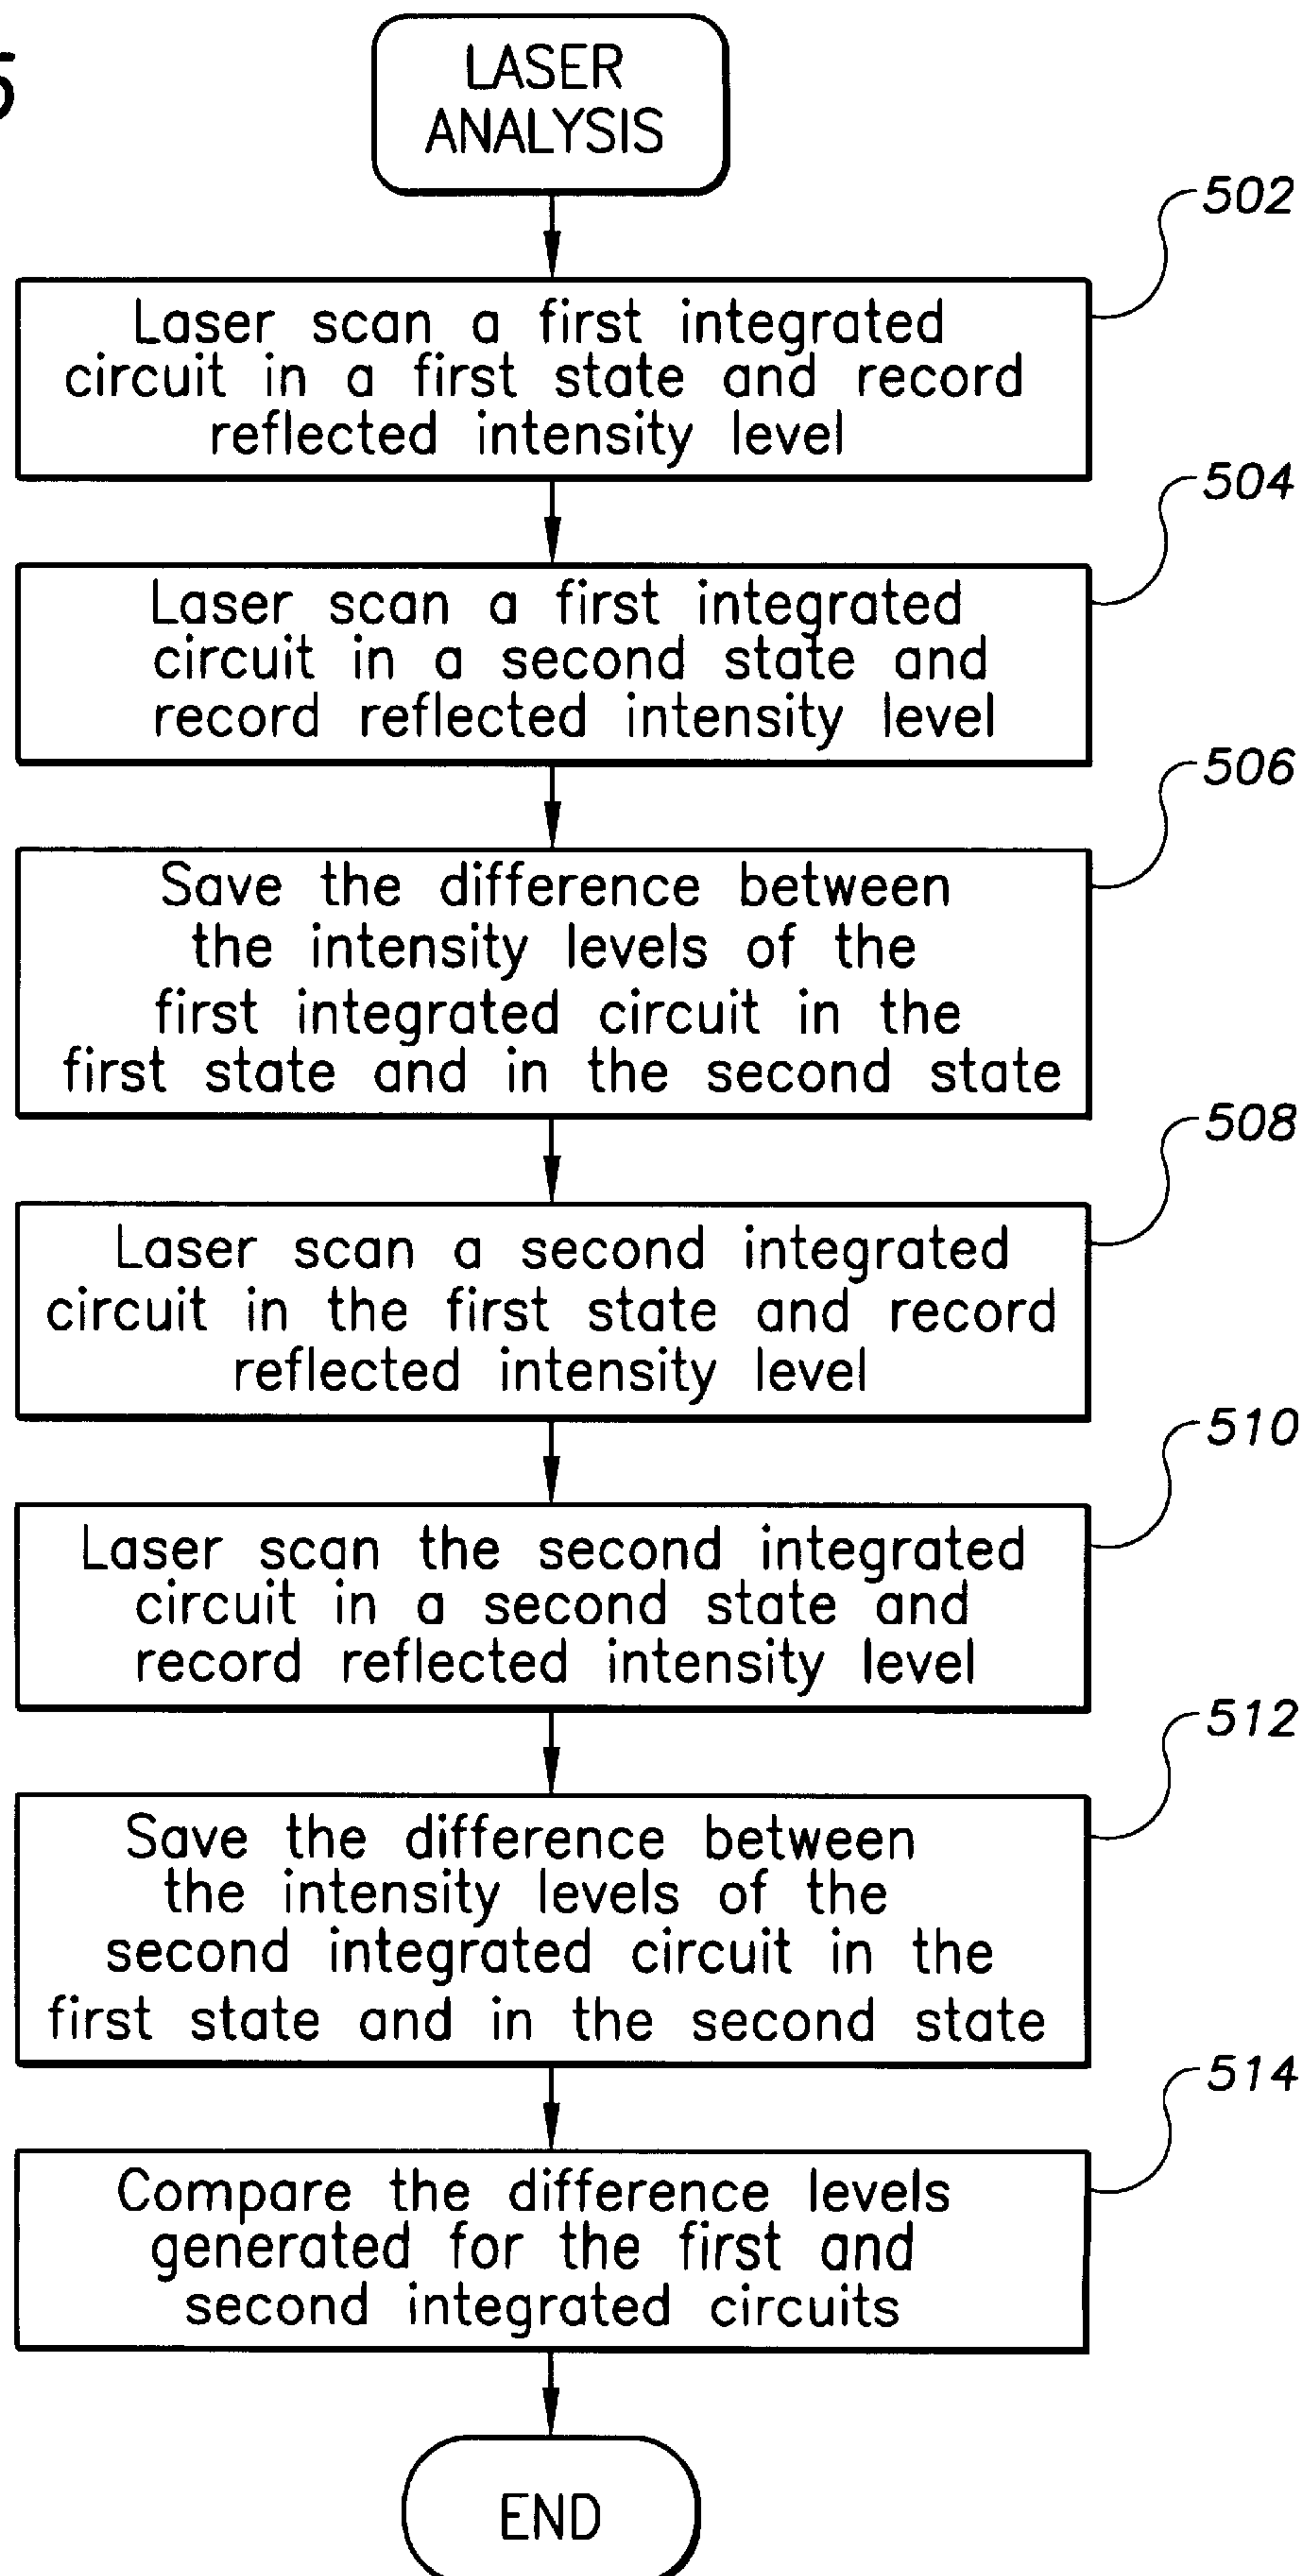 5
LASER
ANALYSIS
502
Laser scan a first integrated
circuit in a first state and record
reflected intensity level
504
Laser scan a first integrated
circuit in a second state and
record reflected intensity level
506
Save the difference between
the intensity levels of the
first integrated circuit in the
first state and in the second state
508
Laser scan a second integrated
circuit in the first state and record
reflected intensity level
510
Laser scan the second integrated
circuit in a second state and
record reflected intensity level
512
Save the difference between
the intensity levels of the
second integrated circuit in the
first state and in the second state
514
Compare the difference levels
generated for the first and
second integrated circuits
END